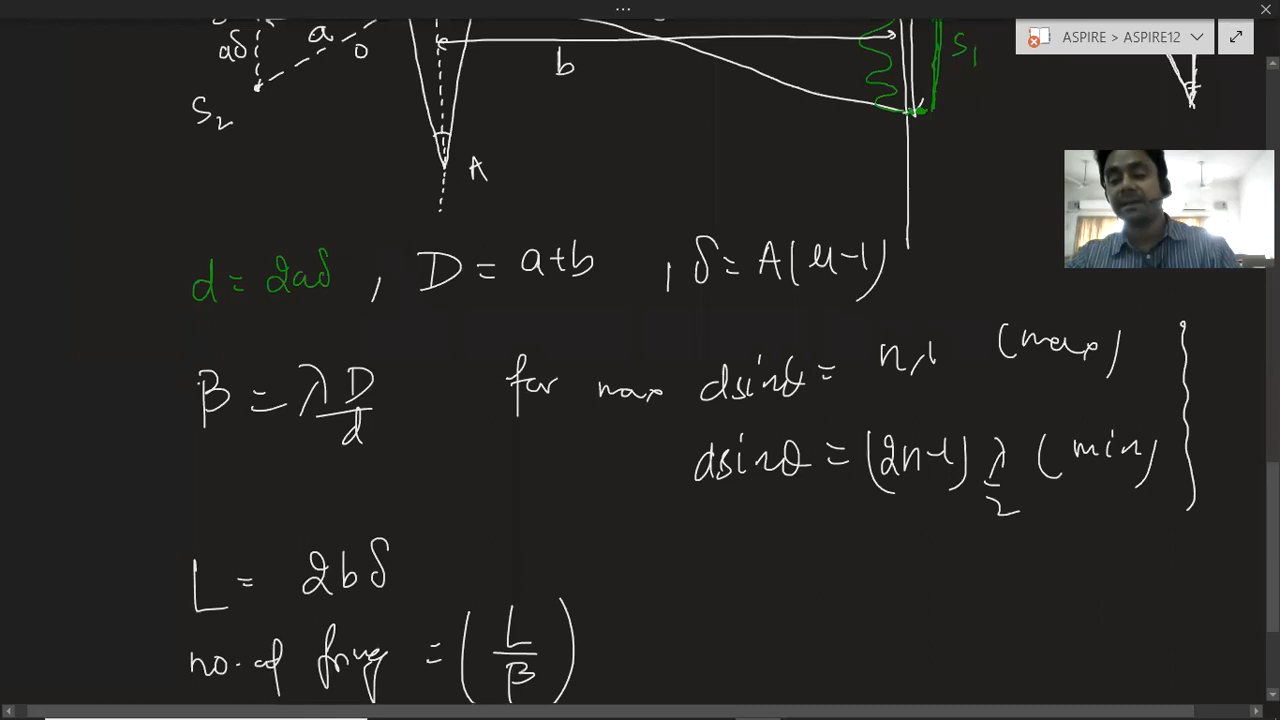 ASPIRE > ASPIRE12
S₁
aδ
a
δ
b
S₂
A
d = 2aδ , D = a+b , δ = A(μ-1)
β = λD/d
for max dsinθ = nλ (max)
dsinθ = (2n-1) λ/2 (min)
L = 2bδ
no. of fring = (L/β)